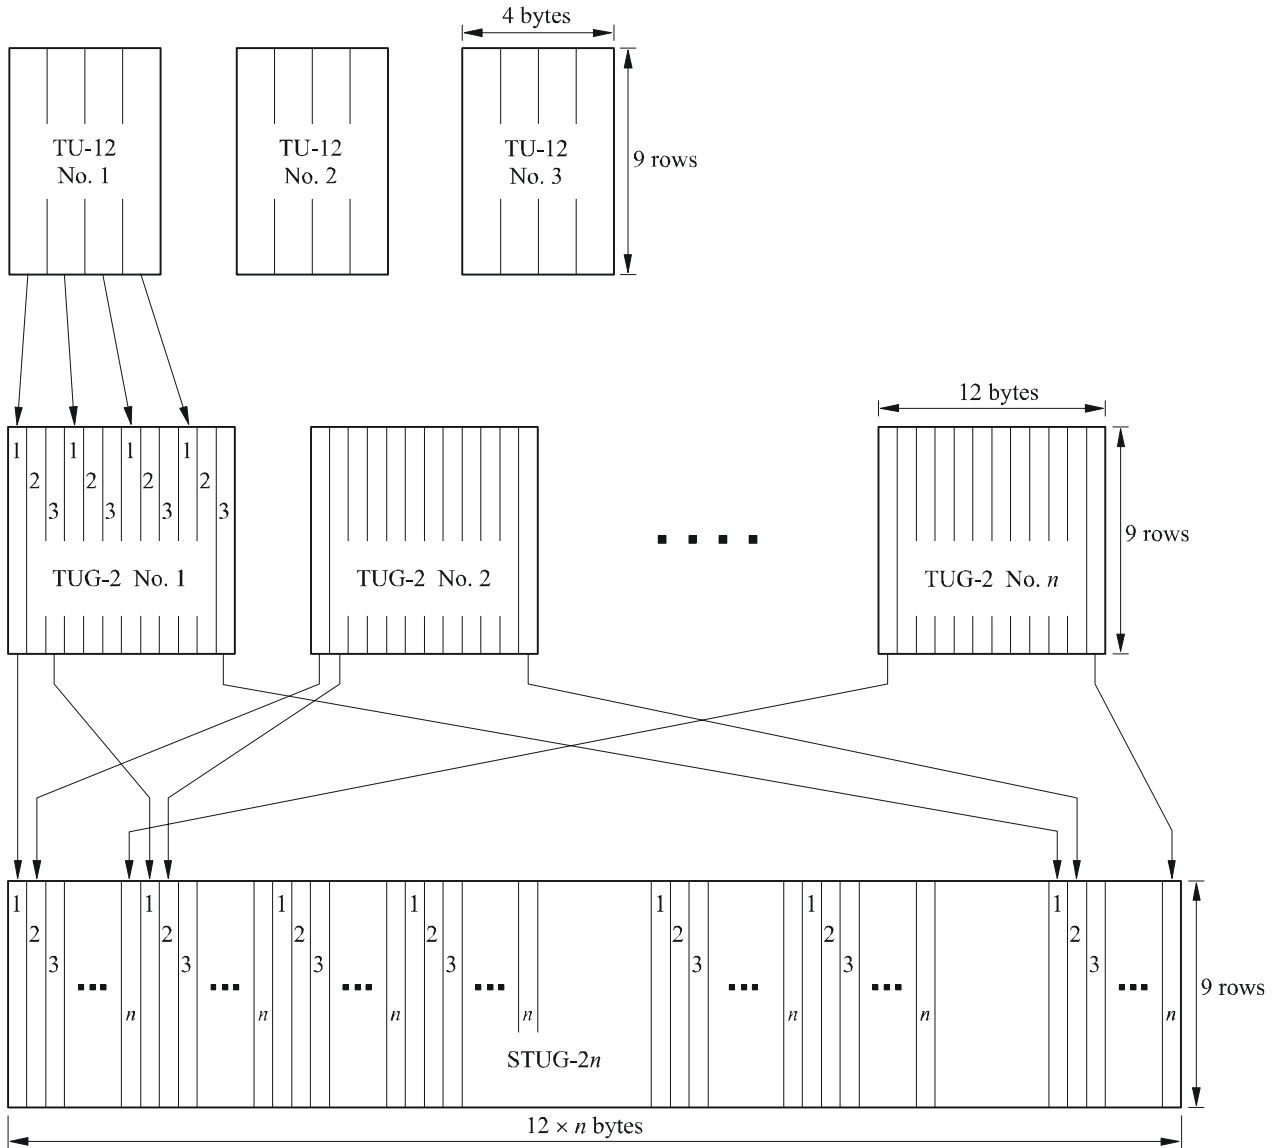 4 bytes
TU-12
No. 1
TU-12
No. 2
TU-12
No. 3
9 rows
12 bytes
1 1 1 1
2 2 2 2
3 3 3 3
TUG-2 No. 1
TUG-2 No. 2
TUG-2 No. n
9 rows
1 1 1 1 1 1 1
2 2 2 2 2 2 2
3 3 3 3 3 3 3
n n n n n n n
9 rows
STUG-2n
12 × n bytes